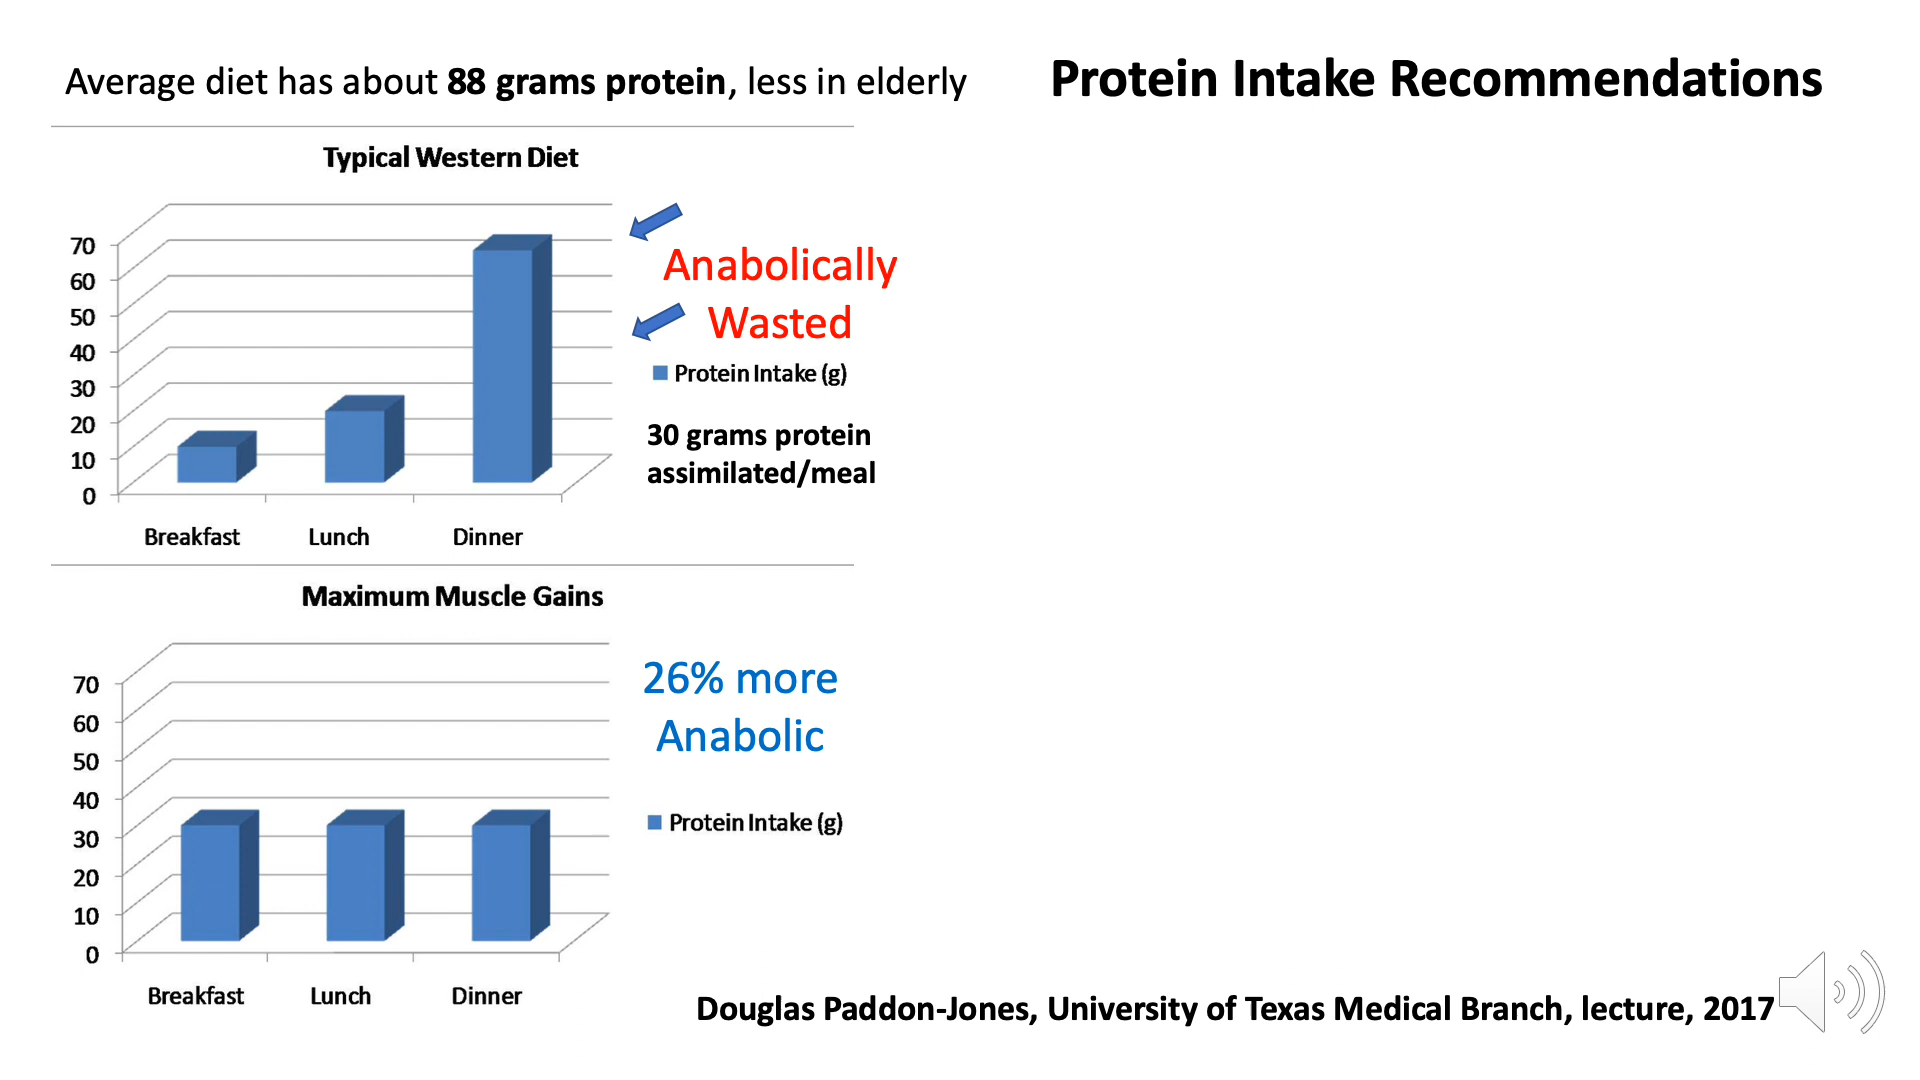 Average diet has about 88 grams protein, less in elderly
Protein Intake Recommendations
Typical Western Diet
70
60
50
40
30
20
10
0
Breakfast Lunch Dinner
Anabolically
Wasted
Protein Intake (g)
30 grams protein
assimilated/meal
Maximum Muscle Gains
70
60
50
40
30
20
10
0
Breakfast Lunch Dinner
26% more
Anabolic
Protein Intake (g)
Douglas Paddon-Jones, University of Texas Medical Branch, lecture, 2017